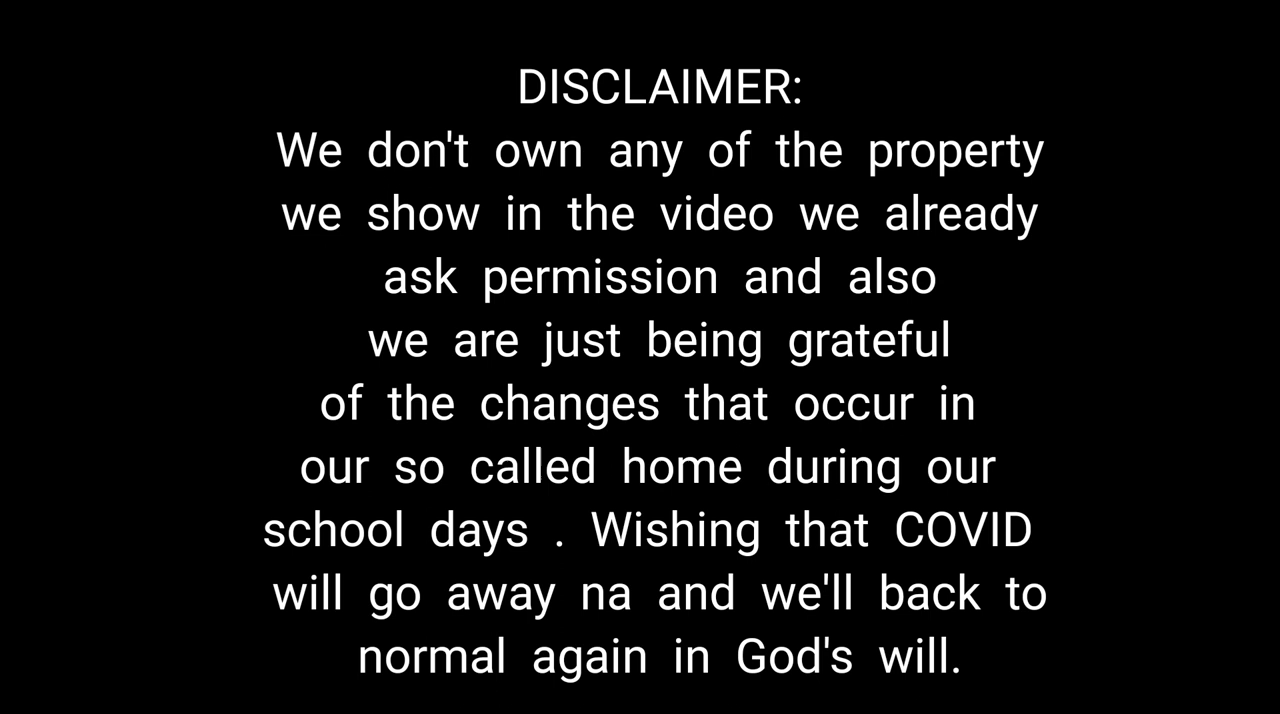 DISCLAIMER:
We don't own any of the property
we show in the video we already
ask permission and also
we are just being grateful
of the changes that occur in
our so called home during our
school days . Wishing that COVID
will go away na and we'll back to
normal again in God's will.